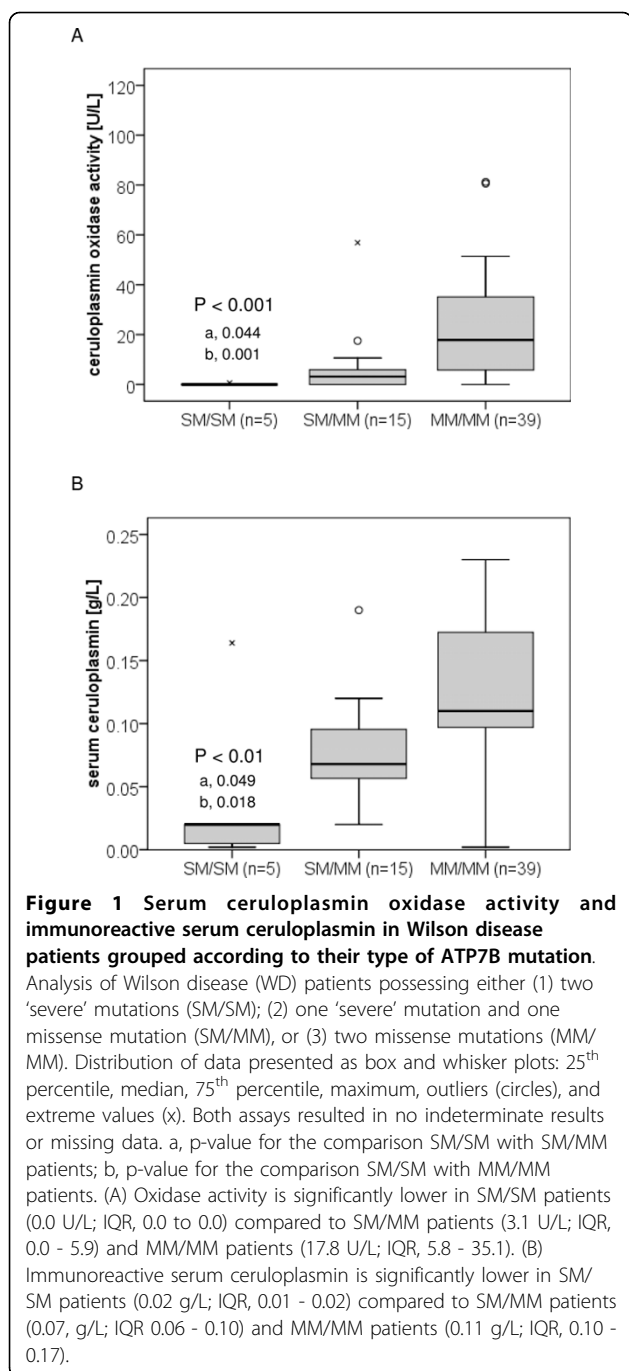 A
ceruloplasmin oxidase activity [U/L]
120
100
80
60
40
20
0
P < 0.001
a, 0.044
b, 0.001
SM/SM (n=5) SM/MM (n=15) MM/MM (n=39)
B
serum ceruloplasmin [g/L]
0.25
0.20
0.15
0.10
0.05
0.00
P < 0.01
a, 0.049
b, 0.018
SM/SM (n=5) SM/MM (n=15) MM/MM (n=39)
Figure 1 Serum ceruloplasmin oxidase activity and
immunoreactive serum ceruloplasmin in Wilson disease
patients grouped according to their type of ATP7B mutation.
Analysis of Wilson disease (WD) patients possessing either (1) two
‘severe’ mutations (SM/SM); (2) one ‘severe’ mutation and one
missense mutation (SM/MM), or (3) two missense mutations (MM/
MM). Distribution of data presented as box and whisker plots: 25th
percentile, median, 75th percentile, maximum, outliers (circles), and
extreme values (x). Both assays resulted in no indeterminate results
or missing data. a, p-value for the comparison SM/SM with SM/MM
patients; b, p-value for the comparison SM/SM with MM/MM
patients. (A) Oxidase activity is significantly lower in SM/SM patients
(0.0 U/L; IQR, 0.0 to 0.0) compared to SM/MM patients (3.1 U/L; IQR,
0.0 - 5.9) and MM/MM patients (17.8 U/L; IQR, 5.8 - 35.1). (B)
Immunoreactive serum ceruloplasmin is significantly lower in SM/
SM patients (0.02 g/L; IQR, 0.01 - 0.02) compared to SM/MM patients
(0.07, g/L; IQR 0.06 - 0.10) and MM/MM patients (0.11 g/L; IQR, 0.10 -
0.17).